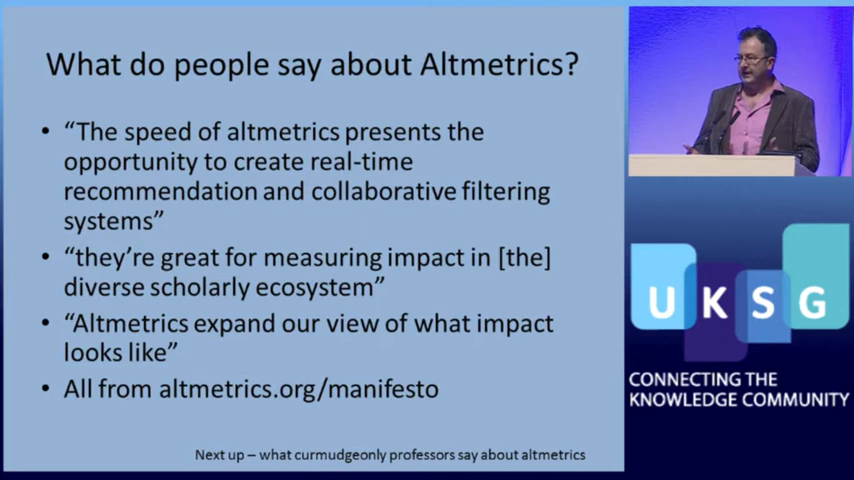 What do people say about Altmetrics?
• “The speed of altmetrics presents the
opportunity to create real-time
recommendation and collaborative filtering
systems”
• “they’re great for measuring impact in [the]
diverse scholarly ecosystem”
• “Altmetrics expand our view of what impact
looks like”
• All from altmetrics.org/manifesto
Next up – what curmudgeonly professors say about altmetrics
UKSG
CONNECTING THE
KNOWLEDGE COMMUNITY